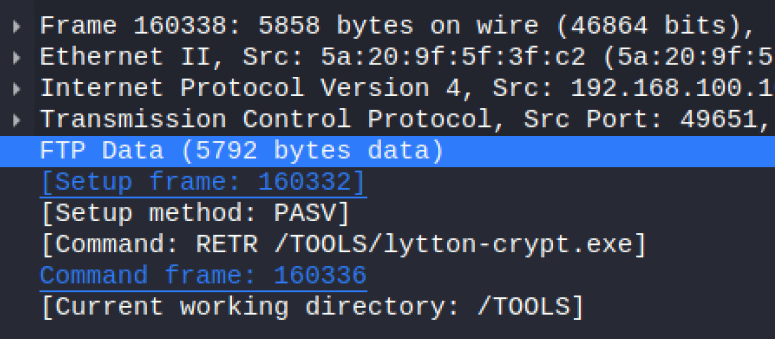 Frame 160338: 5858 bytes on wire (46864 bits),
Ethernet II, Src: 5a:20:9f:5f:3f:c2 (5a:20:9f:5
Internet Protocol Version 4, Src: 192.168.100.1
Transmission Control Protocol, Src Port: 49651,
FTP Data (5792 bytes data)
[Setup frame: 160332]
[Setup method: PASV]
[Command: RETR /TOOLS/lytton-crypt.exe]
Command frame: 160336
[Current working directory: /TOOLS]